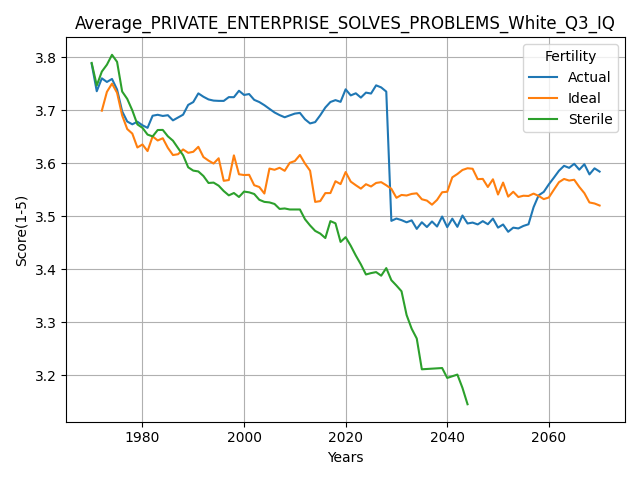 Average_PRIVATE_ENTERPRISE_SOLVES_PROBLEMS_White_Q3_IQ
Fertility
Actual
Ideal
Sterile
Score(1-5)
3.8
3.7
3.6
3.5
3.4
3.3
3.2
1980
2000
2020
2040
2060
Years